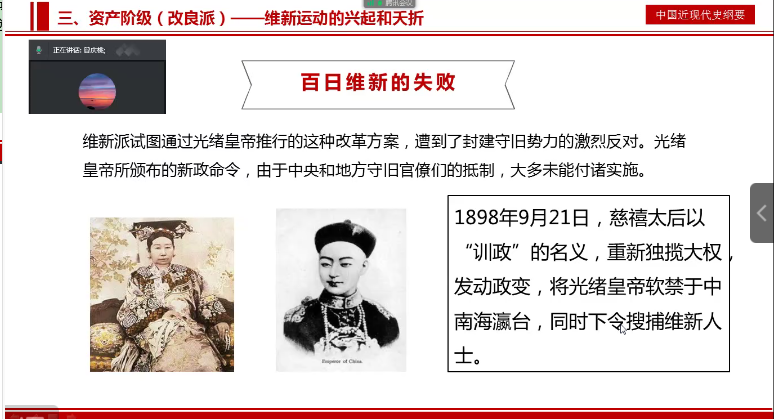 腾讯会议
三、资产阶级（改良派）——维新运动的兴起和夭折
中国近现代史纲要
正在讲话:
百日维新的失败
维新派试图通过光绪皇帝推行的这种改革方案，遭到了封建守旧势力的激烈反对。光绪
皇帝所颁布的新政命令，由于中央和地方守旧官僚们的抵制，大多未能付诸实施。
1898年9月21日，慈禧太后以
“训政”的名义，重新独揽大权，
发动政变，将光绪皇帝软禁于中
南海瀛台，同时下令搜捕维新人
士。
Emperor of China